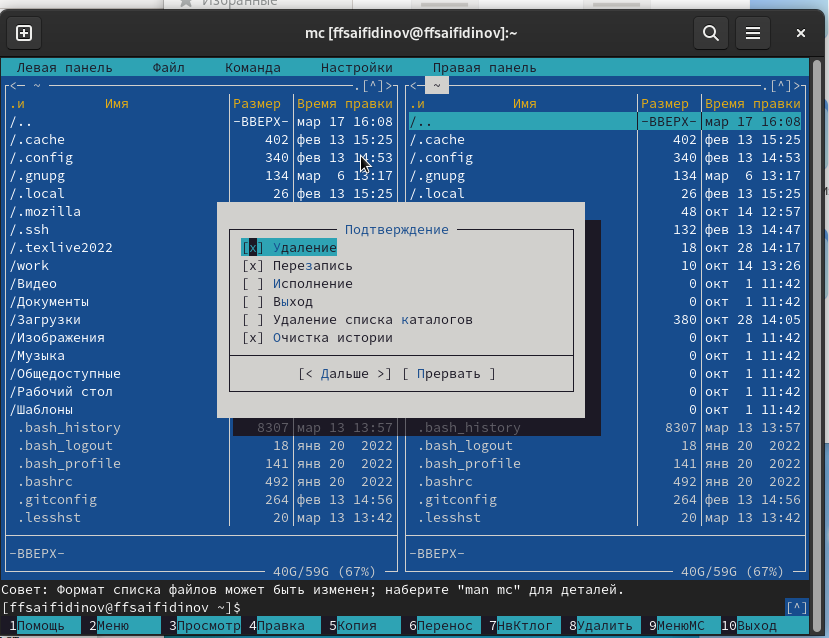 Избранные
mc [ffsaifidinov@ffsaifidinov]:~
Левая панель Файл Команда Настройки Правая панель
<— ~ .[^]> <— ~ .[^]>
.и Имя Размер Время правки .и Имя Размер Время правки
/.. -ВВЕРХ- мар 17 16:08 /.. -ВВЕРХ- мар 17 16:08
/.cache 402 фев 13 15:25 /.cache 402 фев 13 15:25
/.config 340 фев 13 14:53 /.config 340 фев 13 14:53
/.gnupg 134 мар 6 13:17 /.gnupg 134 мар 6 13:17
/.local 26 фев 13 15:25 /.local 26 фев 13 15:25
/.mozilla 48 окт 14 12:57
/.ssh Подтверждение 132 фев 13 14:47
/.texlive2022 [x] Удаление 18 окт 28 14:17
/work [x] Перезапись 10 окт 14 13:26
/Видео [ ] Исполнение 0 окт 1 11:42
/Документы [ ] Выход 0 окт 1 11:42
/Загрузки [ ] Удаление списка каталогов 380 окт 28 14:05
/Изображения [x] Очистка истории 0 окт 1 11:42
/Музыка 0 окт 1 11:42
/Общедоступные [< Дальше >] [ Прервать ] 0 окт 1 11:42
/Рабочий стол 0 окт 1 11:42
/Шаблоны 0 окт 1 11:42
.bash_history 8307 мар 13 13:57 .bash_history 8307 мар 13 13:57
.bash_logout 18 янв 20 2022 .bash_logout 18 янв 20 2022
.bash_profile 141 янв 20 2022 .bash_profile 141 янв 20 2022
.bashrc 492 янв 20 2022 .bashrc 492 янв 20 2022
.gitconfig 264 фев 13 14:56 .gitconfig 264 фев 13 14:56
.lesshst 20 мар 13 13:42 .lesshst 20 мар 13 13:42
-ВВЕРХ- -ВВЕРХ-
40G/59G (67%) 40G/59G (67%)
Совет: Формат списка файлов может быть изменен; наберите "man mc" для деталей.
[ffsaifidinov@ffsaifidinov ~]$ [^]
1Помощь 2Меню 3Просмотр 4Правка 5Копия 6Перенос 7НвКтлог 8Удалить 9МенюМС 10Выход